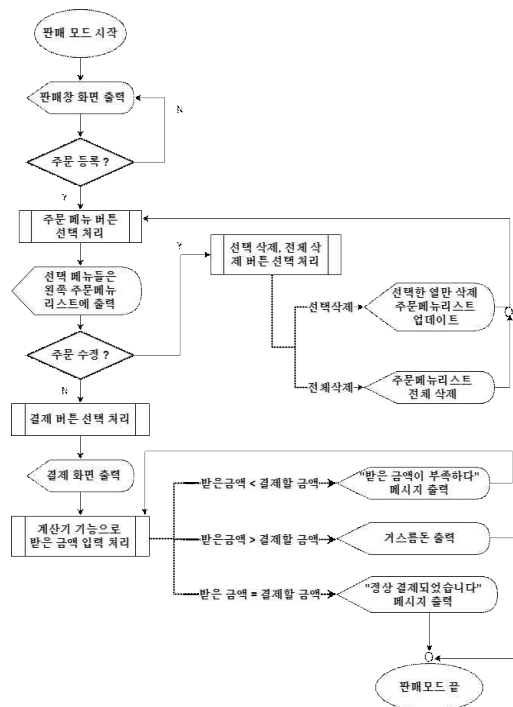 판매 모드 시작
판매창 화면 출력
N
주문 등록 ?
Y
주문 메뉴 버튼
선택 처리
Y
선택 삭제, 전체 삭
제 버튼 선택 처리
선택 메뉴들은
왼쪽 주문메뉴
리스트에 출력
선택삭제
선택한 열만 삭제
주문메뉴리스트
업데이트
주문 수정 ?
전체삭제
주문메뉴리스트
전체 삭제
N
결제 버튼 선택 처리
결제 화면 출력
받은금액 < 결제할 금액
"받은 금액이 부족하다"
메시지 출력
계산기 기능으로
받은 금액 입력 처리
받은금액 > 결제할 금액
거스름돈 출력
받은 금액 = 결제할 금액
"정상 결제되었습니다"
메시지 출력
판매모드 끝